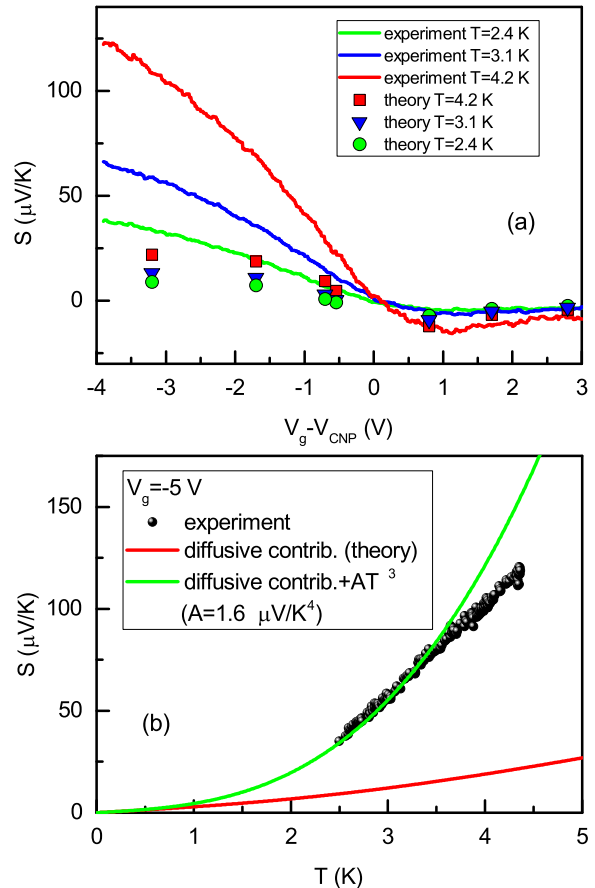 experiment T=2.4 K
experiment T=3.1 K
experiment T=4.2 K
theory T=4.2 K
theory T=3.1 K
theory T=2.4 K
100
50
0
S (μV/K)
(a)
-4 -3 -2 -1 0 1 2 3
V_g-V_CNP (V)
V_g=-5 V
experiment
diffusive contrib. (theory)
diffusive contrib.+AT ³
(A=1.6 μV/K⁴)
150
100
50
0
S (μV/K)
(b)
0 1 2 3 4 5
T (K)